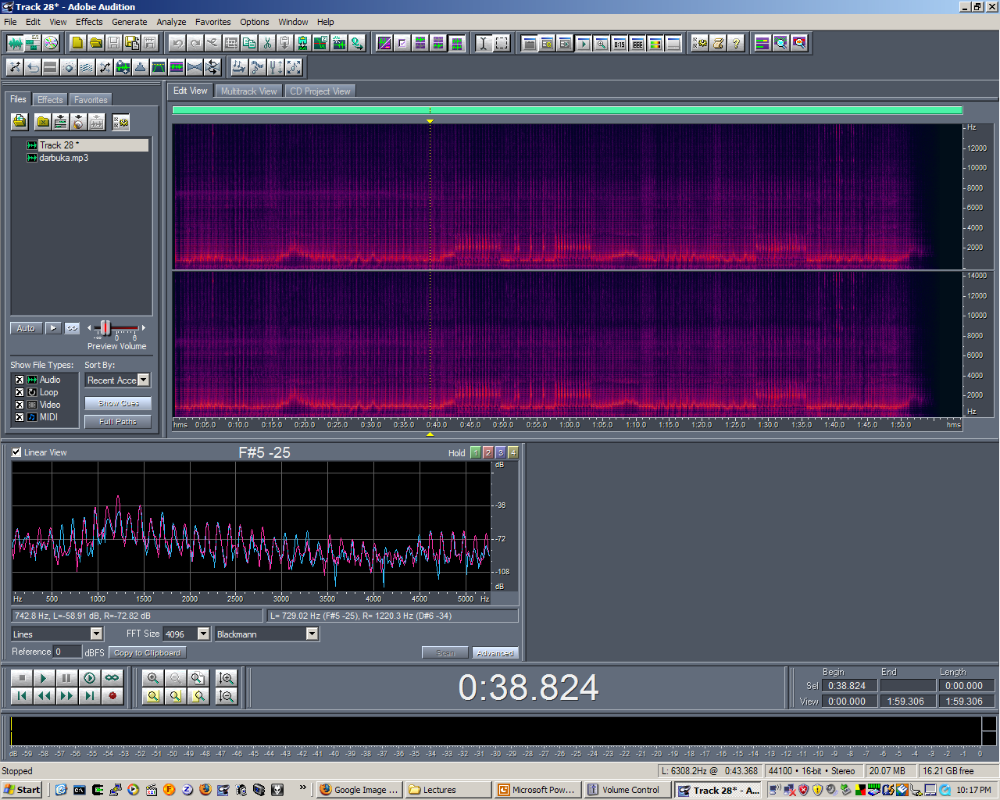 Track 28* - Adobe Audition
File Edit View Effects Generate Analyze Favorites Options Window Help
Files Effects Favorites
Edit View Multitrack View CD Project View
Track 28 *
darbuka.mp3
Auto
-∞ 0 6
Preview Volume
Show File Types: Sort By:
Audio
Loop
Video
MIDI
Recent Acce
Show Cues
Full Paths
Hz
12000
10000
8000
6000
4000
2000
14000
12000
10000
8000
6000
4000
2000
Hz
hms 0:05.0 0:10.0 0:15.0 0:20.0 0:25.0 0:30.0 0:35.0 0:40.0 0:45.0 0:50.0 0:55.0 1:00.0 1:05.0 1:10.0 1:15.0 1:20.0 1:25.0 1:30.0 1:35.0 1:40.0 1:45.0 1:50.0 hms
Linear View F#5 -25 Hold 1 2 3 4
dB
-36
-72
-108
dB
Hz 500 1000 1500 2000 2500 3000 3500 4000 4500 5000 Hz
742.8 Hz, L=-58.91 dB, R=-72.82 dB L= 729.02 Hz (F#5 -25), R= 1220.3 Hz (D#6 -34)
Lines FFT Size 4096 Blackmann
Reference 0 dBFS Copy to Clipboard Scan Advanced
0:38.824
Begin End Length
Sel 0:38.824 0:00.000
View 0:00.000 1:59.306 1:59.306
dB -59 -58 -57 -56 -55 -54 -53 -52 -51 -50 -49 -48 -47 -46 -45 -44 -43 -42 -41 -40 -39 -38 -37 -36 -35 -34 -33 -32 -31 -30 -29 -28 -27 -26 -25 -24 -23 -22 -21 -20 -19 -18 -17 -16 -15 -14 -13 -12 -11 -10 -9 -8 -7 -6 -5 -4 -3 -2 -1 0
Stopped L: 6308.2Hz @ 0:43.368 44100 • 16-bit • Stereo 20.07 MB 16.21 GB free
Start Google Image ... Lectures Microsoft Pow... Volume Control Track 28* - A... 10:17 PM